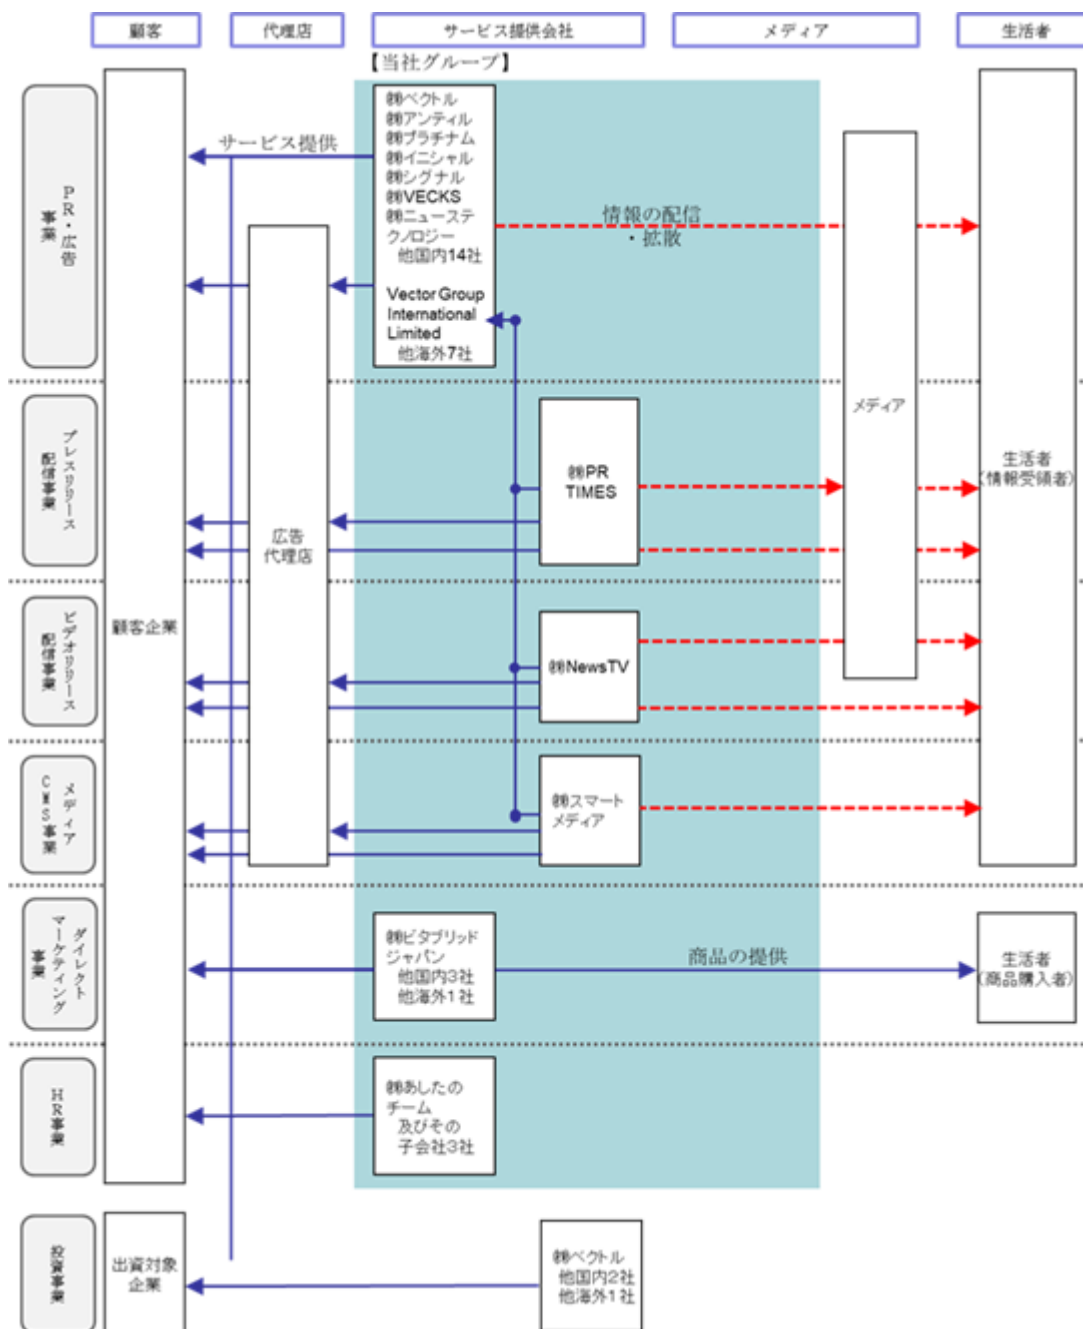 顧客
代理店
サービス提供会社
メディア
生活者
【当社グループ】
PR・広告
事業
サービス提供
㈱ベクトル
㈱アンティル
㈱プラチナム
㈱イニシャル
㈱シグナル
㈱VECKS
㈱ニューステ
クノロジー
他国内14社
Vector Group
International
Limited
他海外7社
情報の配信
・拡散
メディア
生活者
(情報受領者)
プレスリリース
配信事業
㈱PR
TIMES
広告
代理店
顧客企業
ビデオリリース
配信事業
㈱NewsTV
メディア
CMS事業
㈱スマート
メディア
ダイレクト
マーケティング
事業
㈱ビタブリッド
ジャパン
他国内3社
他海外1社
商品の提供
生活者
(商品購入者)
HR事業
㈱あしたの
チーム
及びその
子会社3社
投資事業
出資対象
企業
㈱ベクトル
他国内2社
他海外1社